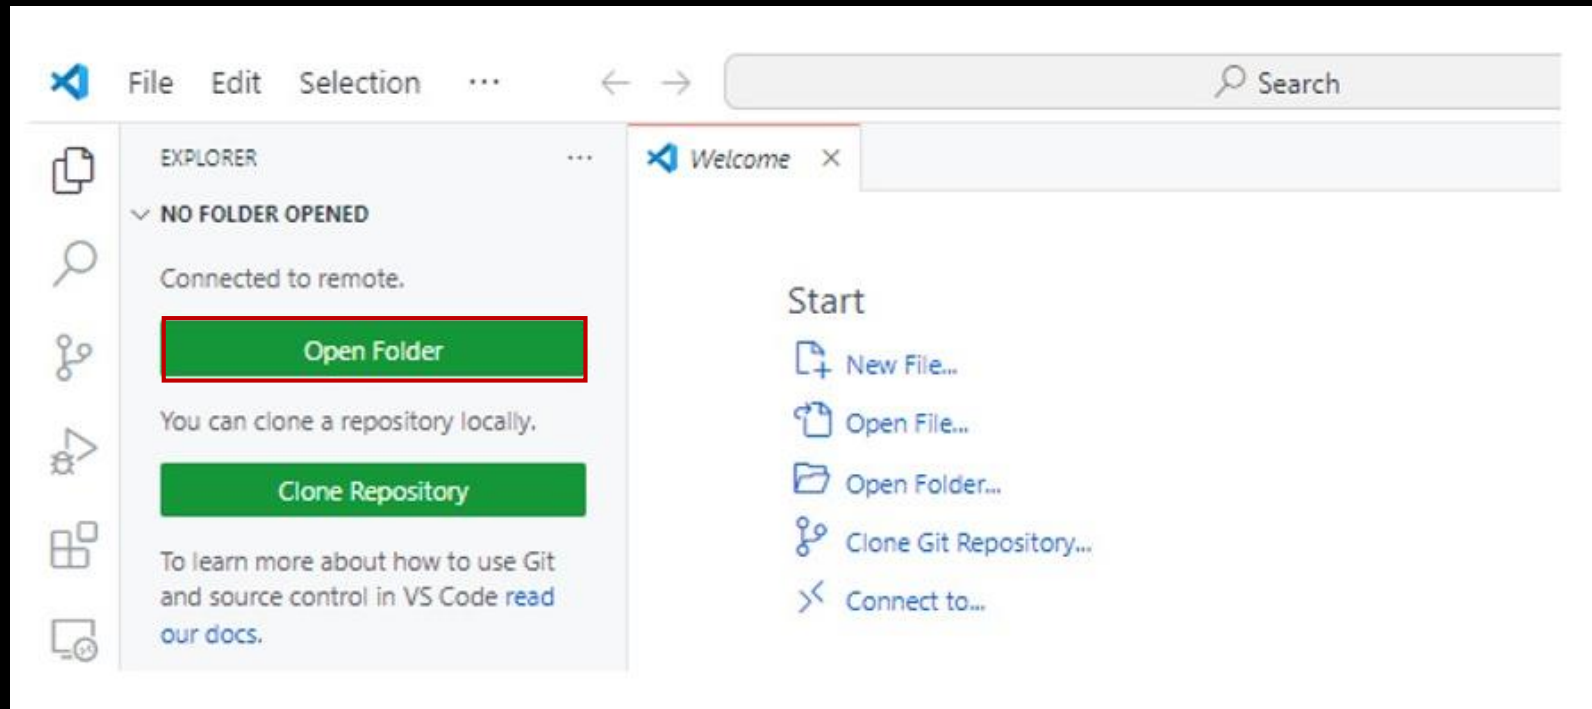 File Edit Selection ...
Search
EXPLORER ...
NO FOLDER OPENED
Connected to remote.
Open Folder
You can clone a repository locally.
Clone Repository
To learn more about how to use Git
and source control in VS Code read
our docs.
Welcome
Start
New File...
Open File...
Open Folder...
Clone Git Repository...
Connect to...